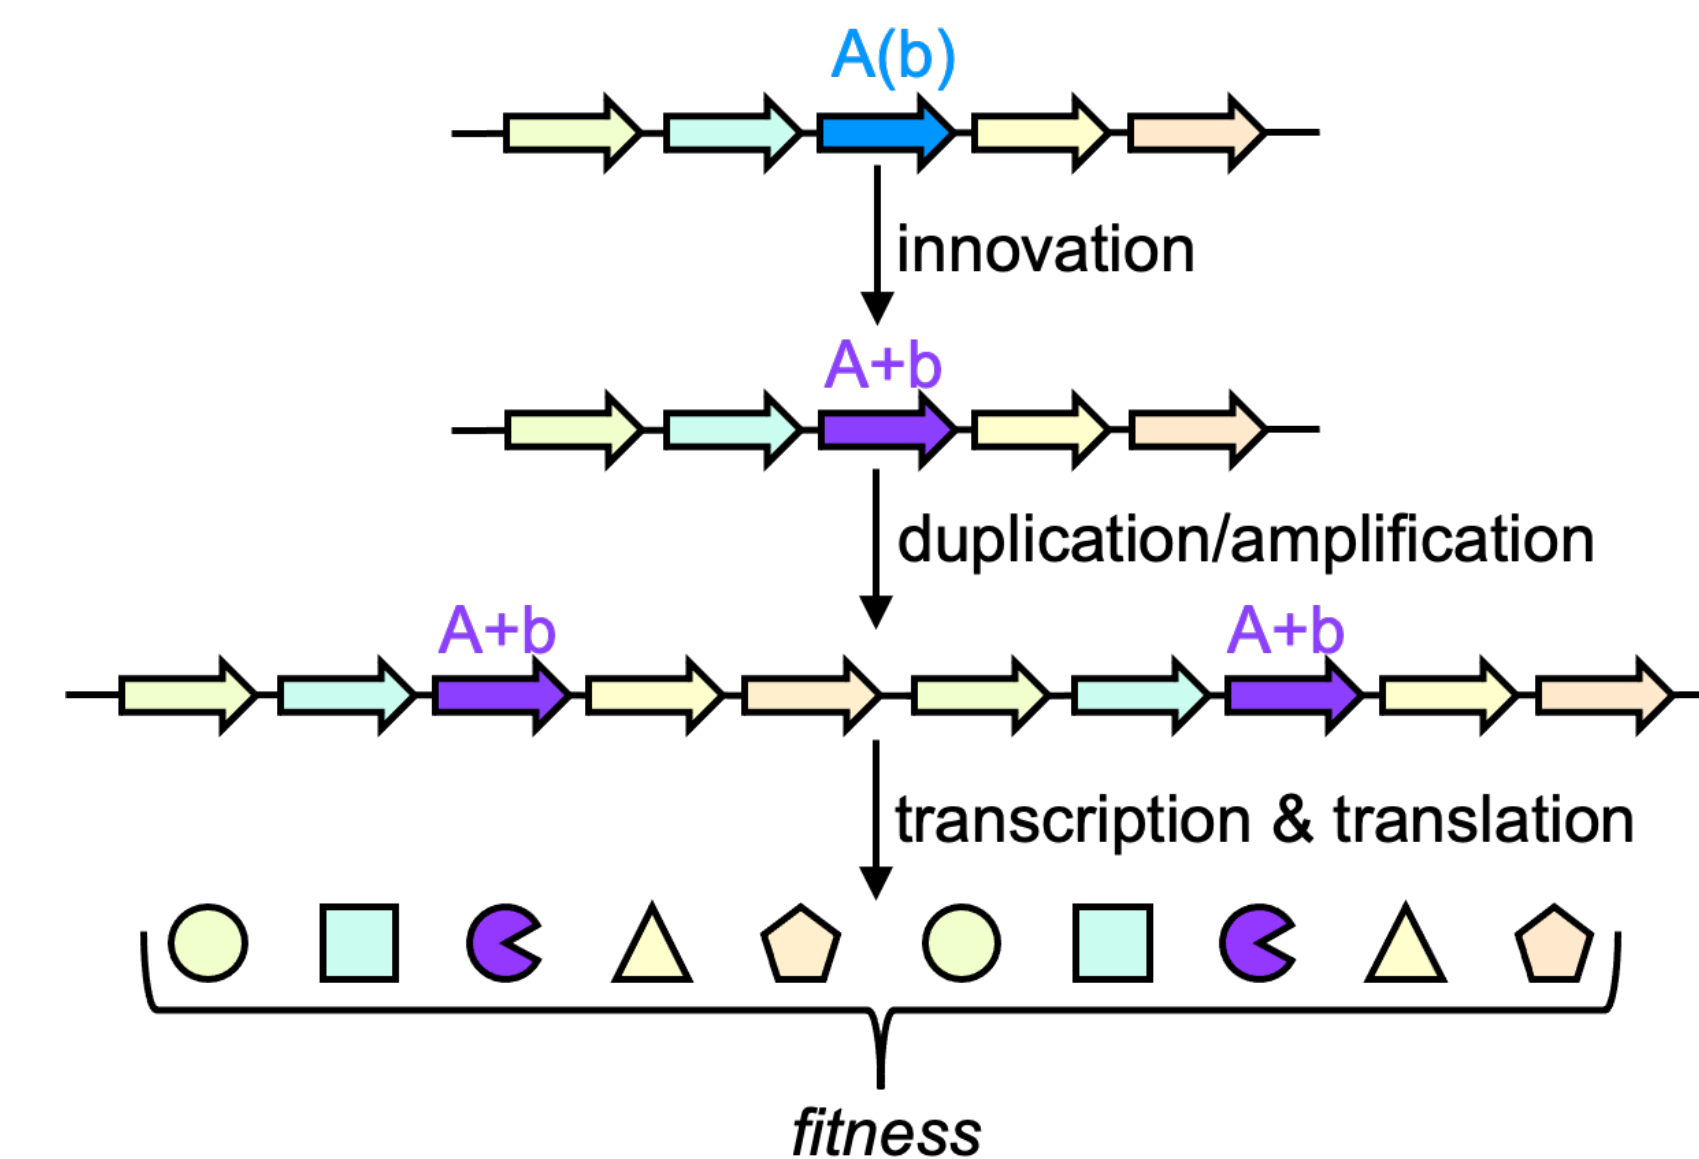 A(b)
innovation
A+b
duplication/amplification
A+b A+b
transcription & translation
fitness